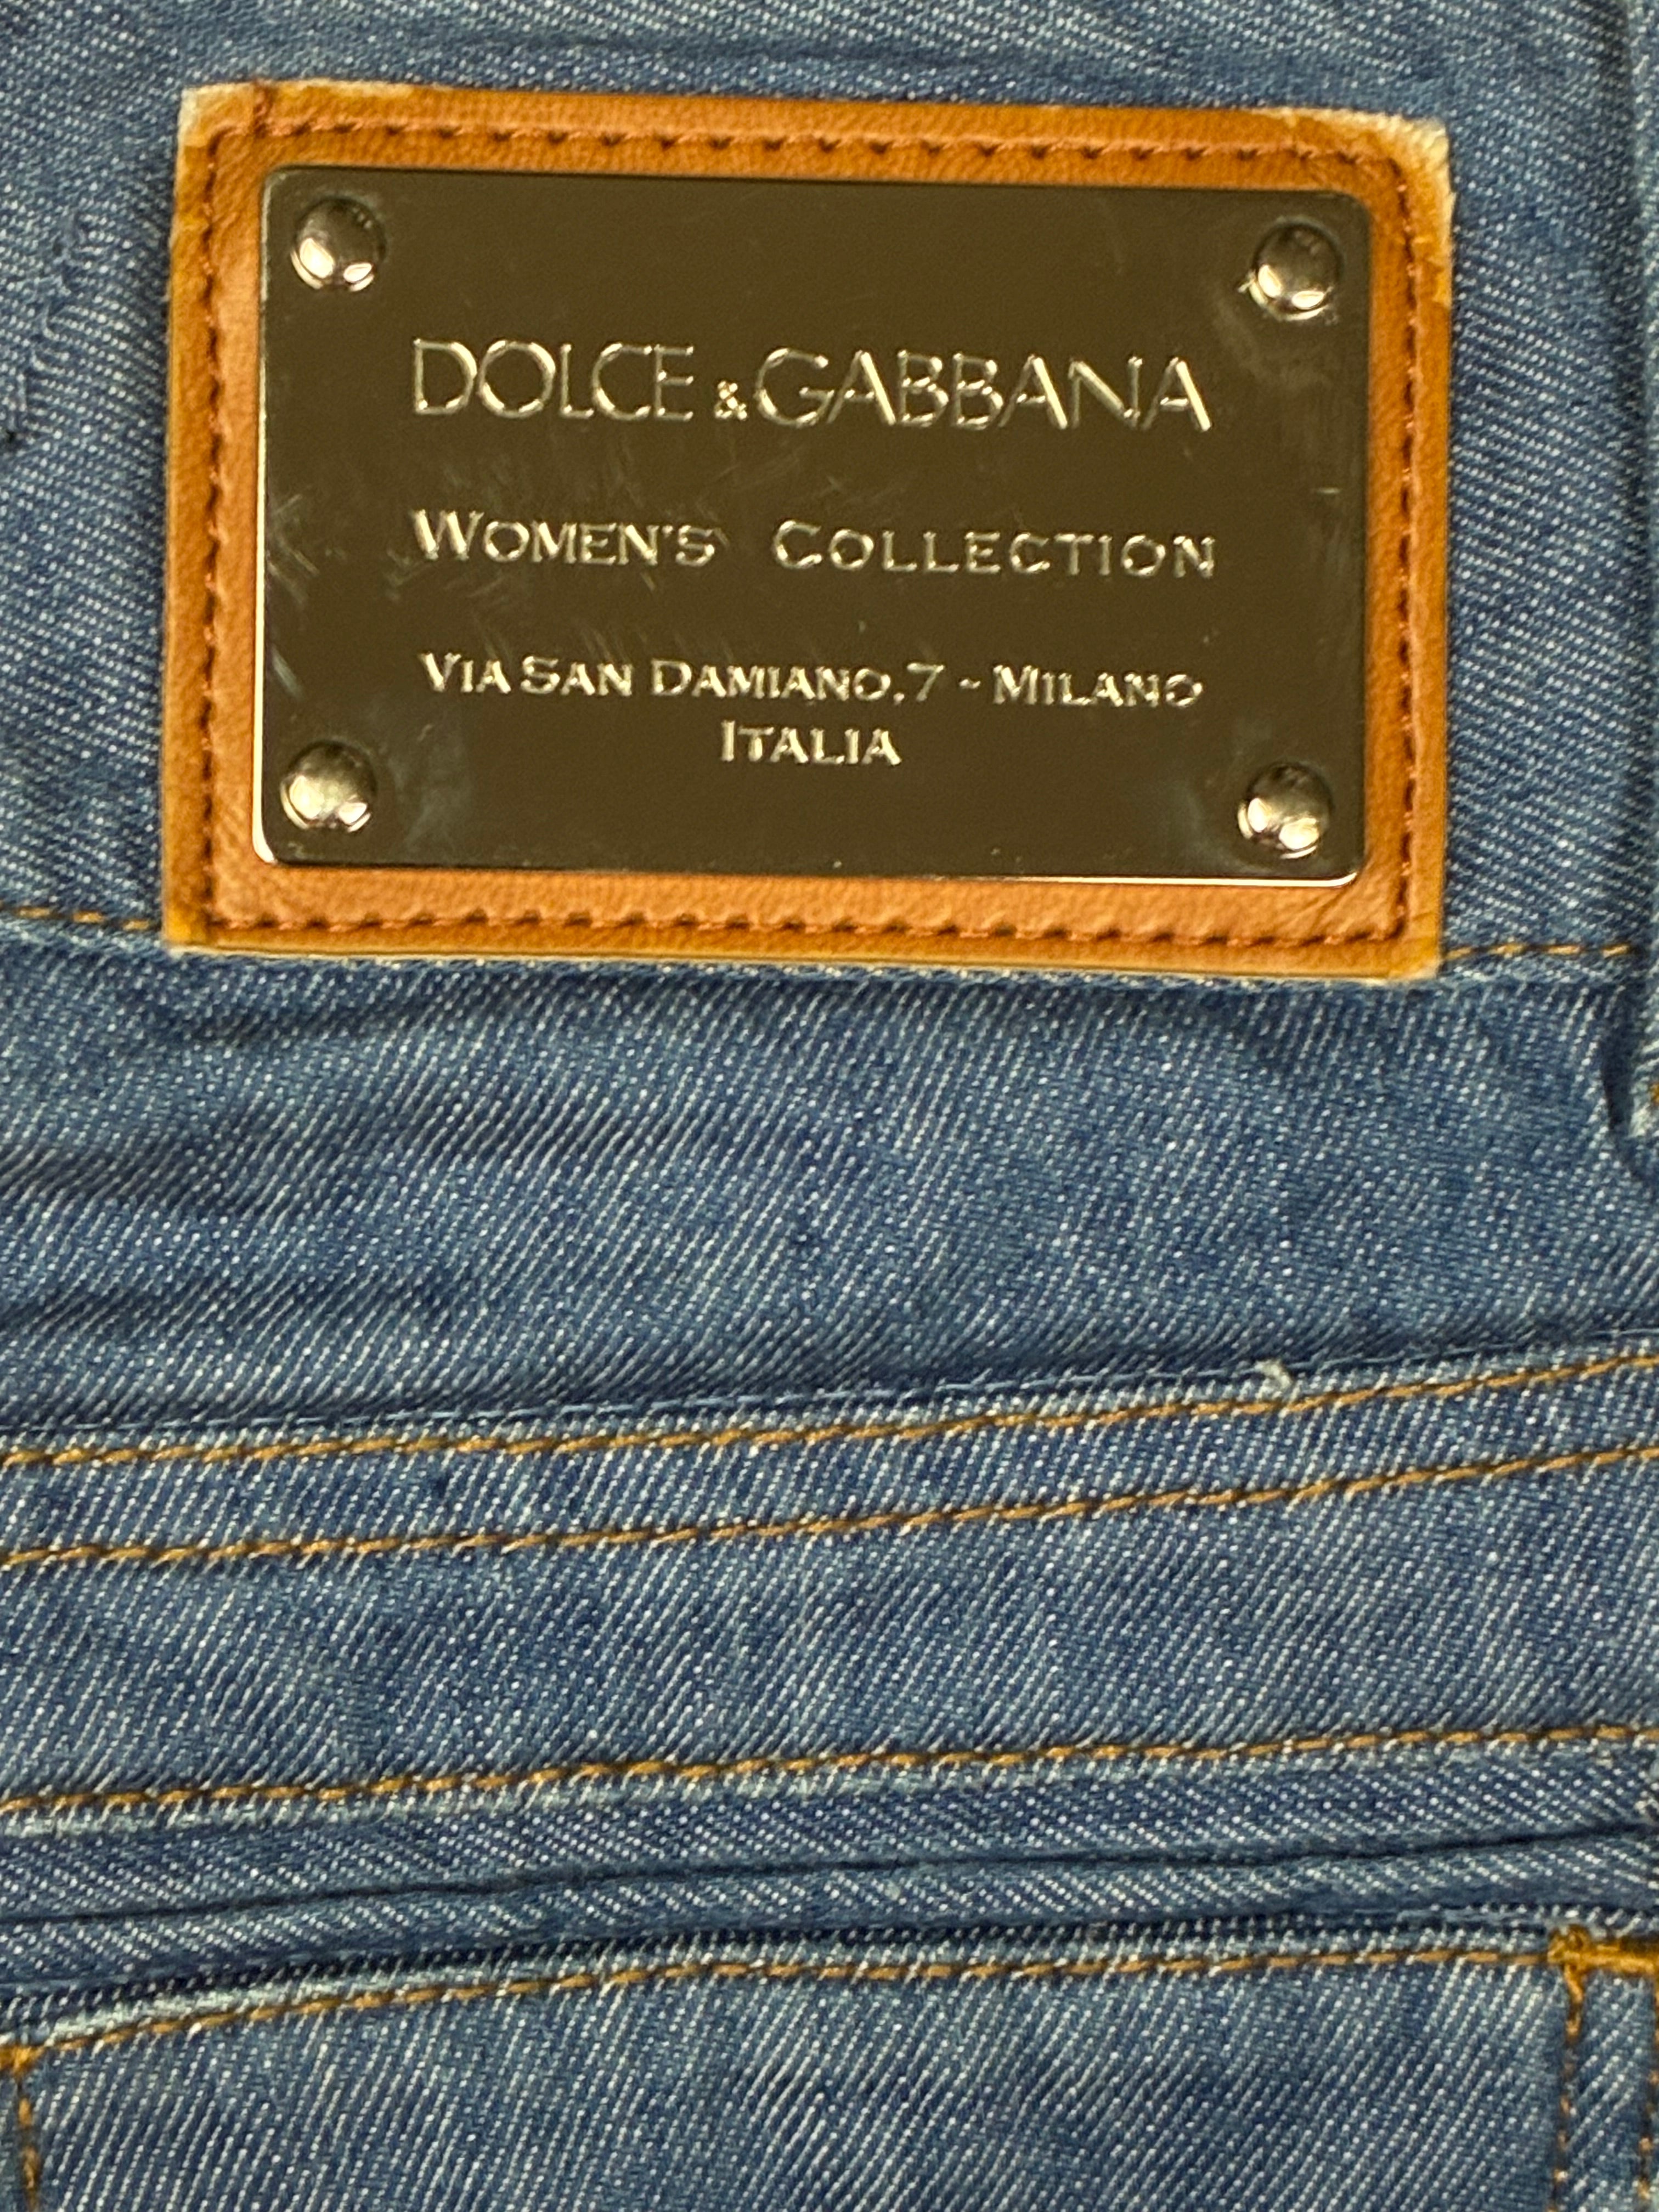 DOLCE & GABBANA
WOMEN'S COLLECTION
VIA SAN DAMIANO,7 - MILANO
ITALIA